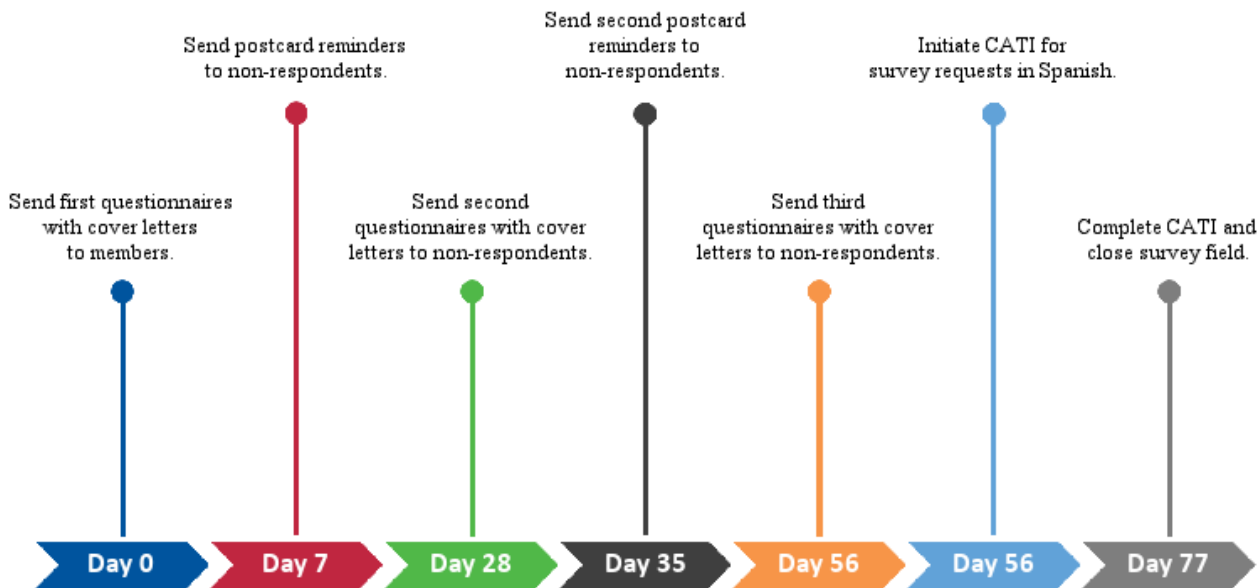 Send first questionnaires
with cover letters
to members.
Send postcard reminders
to non-respondents.
Send second
questionnaires with cover
letters to non-respondents.
Send second postcard
reminders to
non-respondents.
Send third
questionnaires with cover
letters to non-respondents.
Initiate CATI for
survey requests in Spanish.
Complete CATI and
close survey field.
Day 0
Day 7
Day 28
Day 35
Day 56
Day 56
Day 77